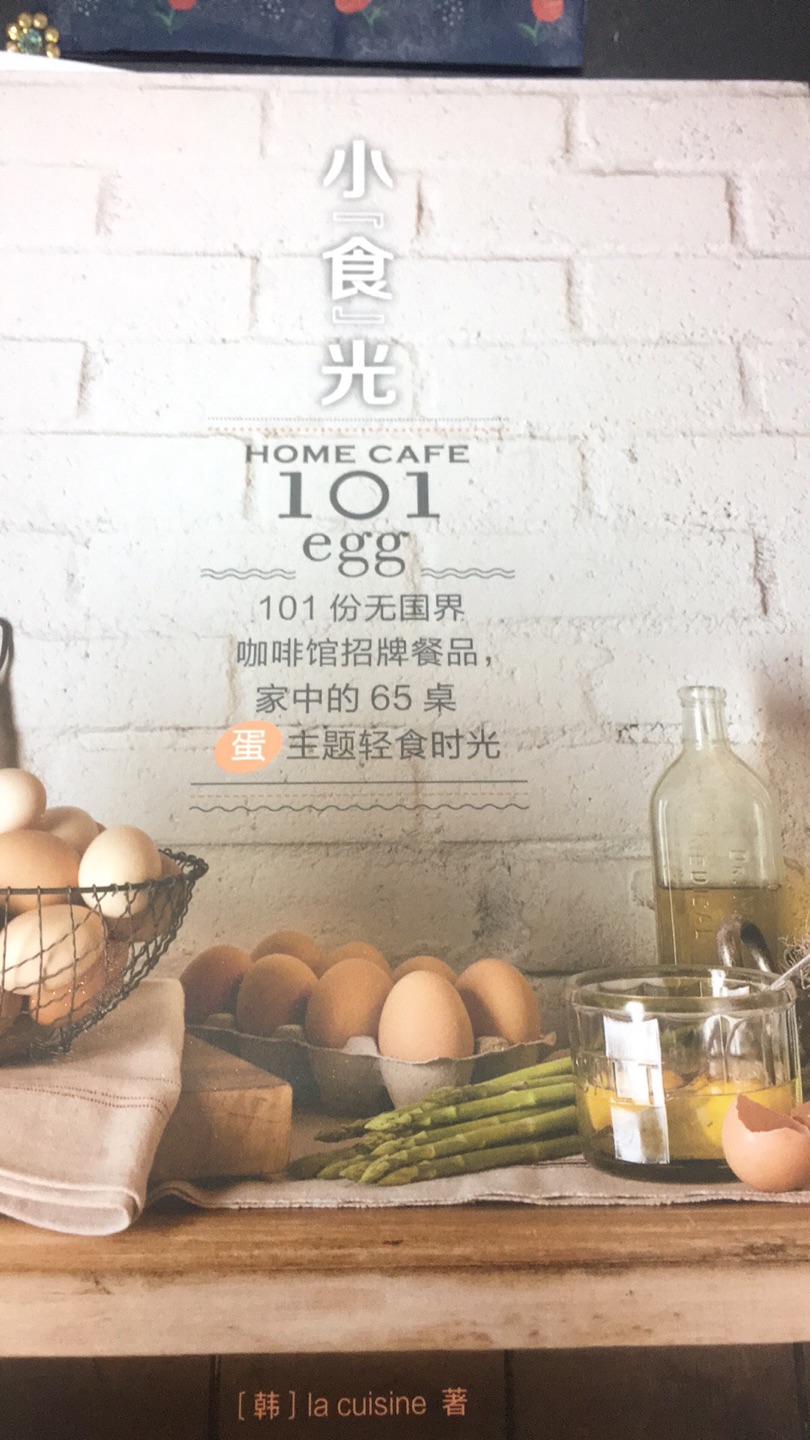 小『食』光
HOME CAFE
101
egg
101 份无国界
咖啡馆招牌餐品，
家中的 65 桌
蛋 主题轻食时光
MEDICAL
[ 韩 ] la cuisine 著